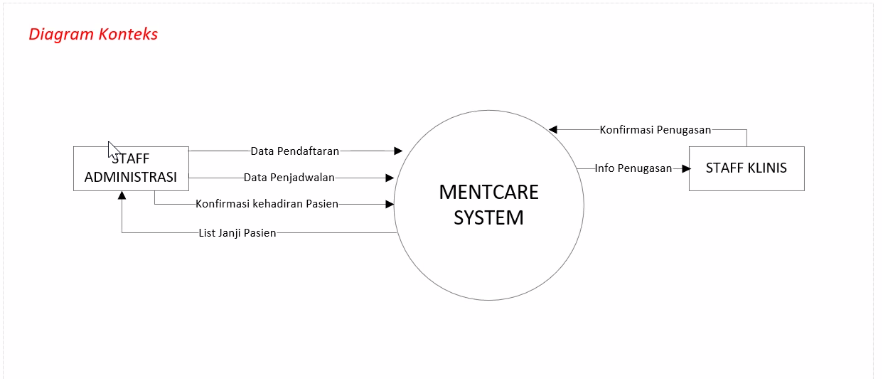 Diagram Konteks
STAFF
ADMINISTRASI
Data Pendaftaran
Data Penjadwalan
Konfirmasi kehadiran Pasien
List Janji Pasien
MENTCARE
SYSTEM
Konfirmasi Penugasan
Info Penugasan
STAFF KLINIS